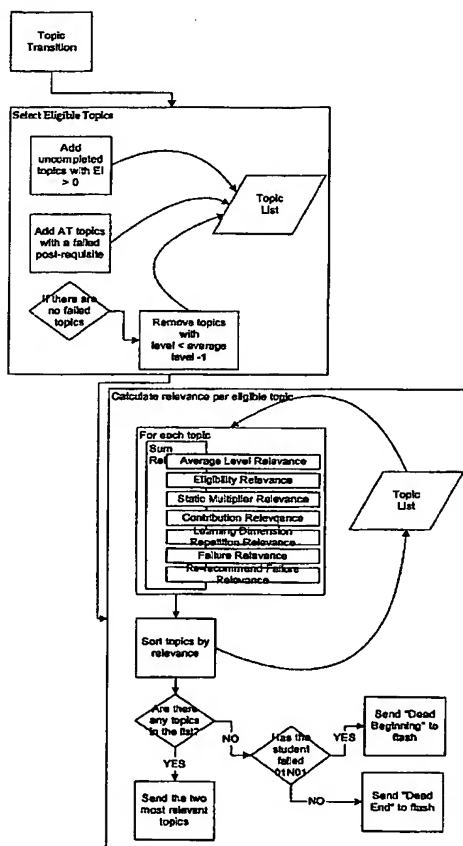 Topic
Transition
Select Eligible Topics
Add
uncompleted
topics with EI
> 0
Topic
List
Add AT topics
with a failed
post-requisite
If there are
no failed
topics
Remove topics
with
level < average
level -1
Calculate relevance per eligible topic
For each topic
Sum
Rel
Average Level Relevance
Eligibility Relevance
Static Multiplier Relevance
Contribution Relevqance
Learning Dimension
Repetition Relevance
Failure Relevance
Re-recommend Failure
Relevance
Topic
List
Sort topics by
relevance
Are there
any topics
in the list?
NO
Has the
student failed
01N01
YES
Send "Dead
Beginning" to
flash
YES
NO
Send "Dead
End" to flash
Send the two
most relevant
topics